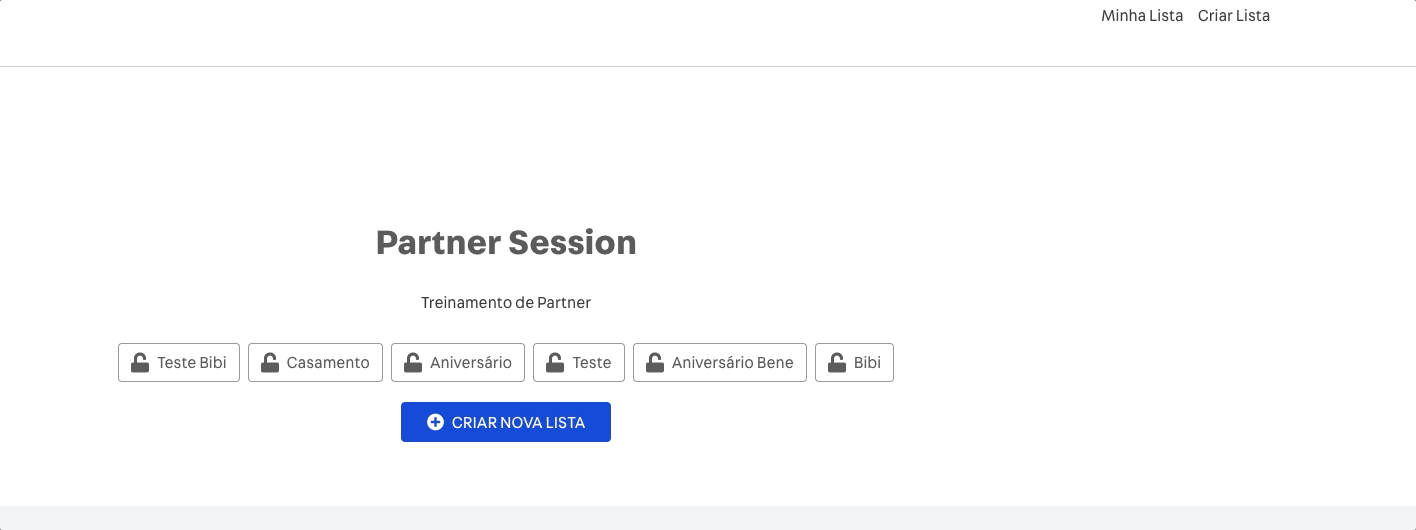 Minha Lista Criar Lista
Partner Session
Treinamento de Partner
Teste Bibi Casamento Aniversário Teste Aniversário Bene Bibi
CRIAR NOVA LISTA